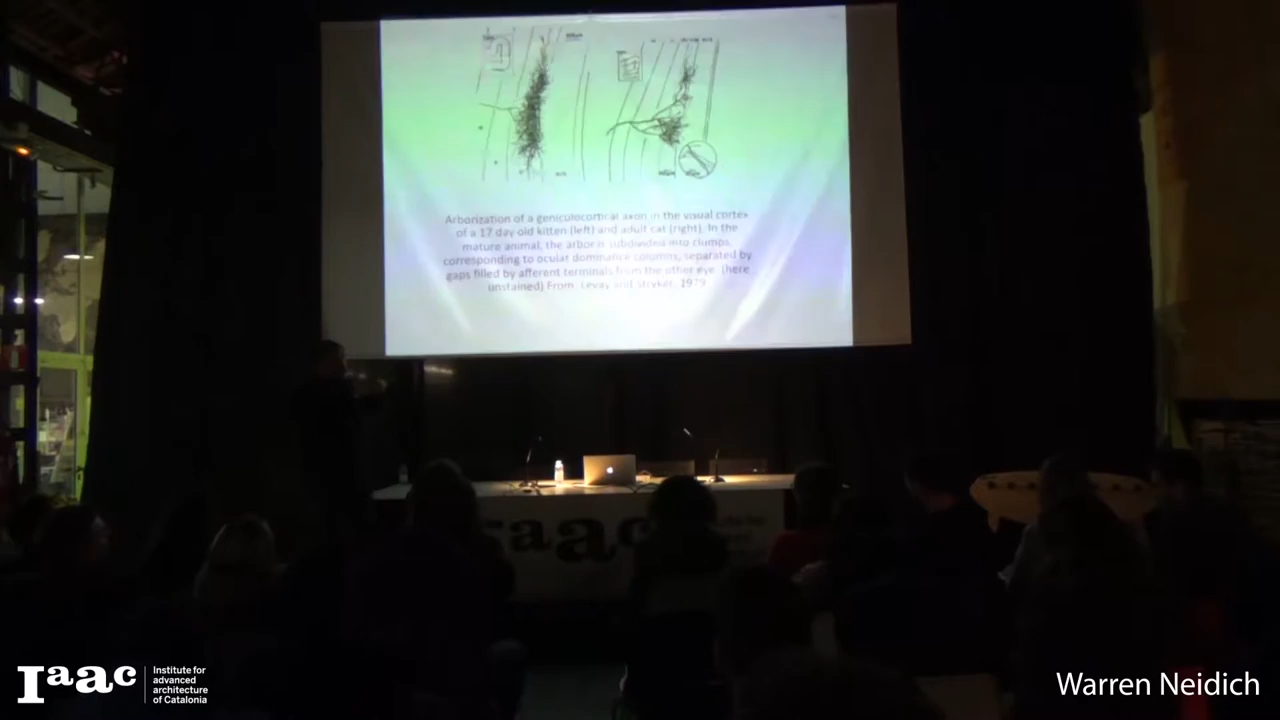 Arborization of a geniculocortical axon in the visual cortex
of a 17 day old kitten (left) and adult cat (right). In the
mature animal, the arbor is subdivided into clumps,
corresponding to ocular dominance columns, separated by
gaps filled by afferent terminals from the other eye (here
unstained) From: Levay and Stryker, 1979
Iaac
Iaac
Institute for
advanced
architecture
of Catalonia
Warren Neidich